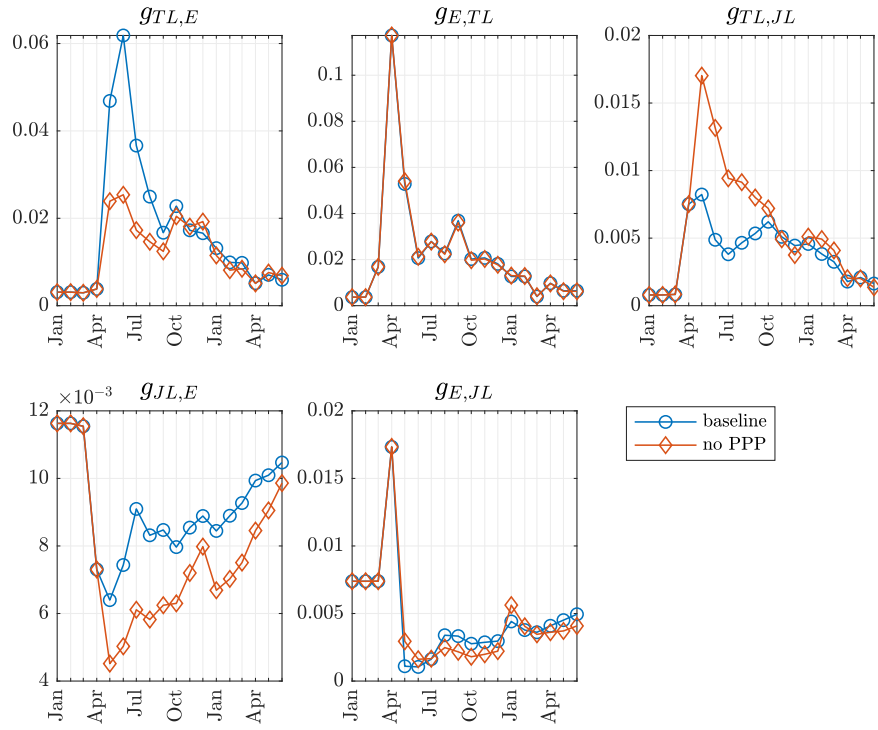 g_{TL,E}
g_{E,TL}
g_{TL,JL}
0.06
0.04
0.02
0
0.1
0.08
0.06
0.04
0.02
0
0.02
0.015
0.01
0.005
0
Jan Apr Jul Oct Jan Apr
Jan Apr Jul Oct Jan Apr
Jan Apr Jul Oct Jan Apr
g_{JL,E}
g_{E,JL}
×10⁻³
12
10
8
6
4
0.02
0.015
0.01
0.005
0
baseline
no PPP
Jan Apr Jul Oct Jan Apr
Jan Apr Jul Oct Jan Apr